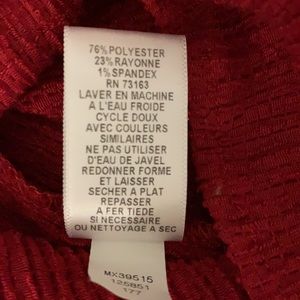 76% POLYESTER
23% RAYONNE
1% SPANDEX
RN 73163
LAVER EN MACHINE
A L'EAU FROIDE
CYCLE DOUX
AVEC COULEURS
SIMILAIRES
NE PAS UTILISER
D'EAU DE JAVEL
REDONNER FORME
ET LAISSER
SECHER A PLAT
REPASSER
A FER TIEDE
SI NECESSAIRE
OU NETTOYAGE A SEC
MX39515
125851
177